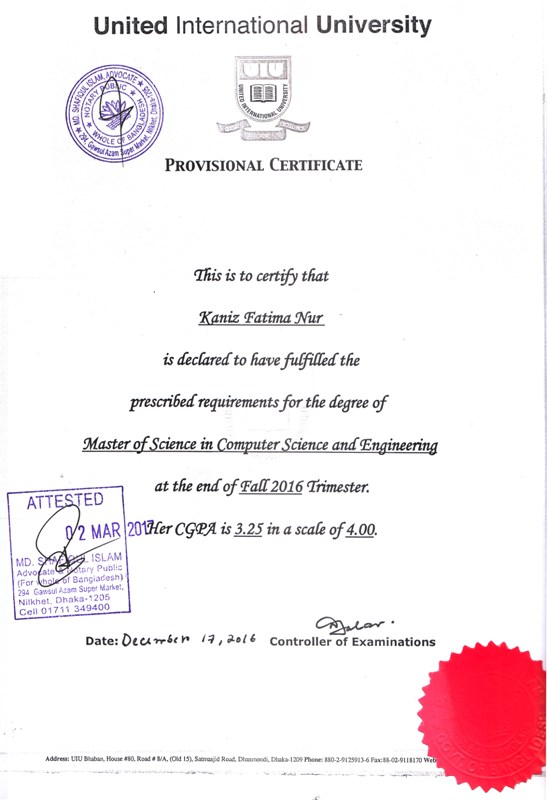 United International University
MD. SHAFIQUL ISLAM, ADVOCATE
NOTARY PUBLIC
WHOLE OF BANGLADESH
294, Gawsul Azam Super Market, Nilkhet,
UIU
UNITED INTERNATIONAL UNIVERSITY
PROVISIONAL CERTIFICATE
This is to certify that
Kaniz Fatima Nur
is declared to have fulfilled the
prescribed requirements for the degree of
Master of Science in Computer Science and Engineering
at the end of Fall 2016 Trimester.
Her CGPA is 3.25 in a scale of 4.00.
ATTESTED
02 MAR 2017
MD. SHAFIQUL ISLAM
Advocate & Notary Public
(For whole of Bangladesh)
294 Gawsul Azam Super Market,
Nilkhet, Dhaka-1205
Cell 01711 349400
Date: December 17, 2016 Controller of Examinations
Address: UIU Bhaban, House #80, Road # 8/A, (Old 15), Satmasjid Road, Dhanmondi, Dhaka-1209 Phone: 880-2-9125913-6 Fax:88-02-9118170 Web